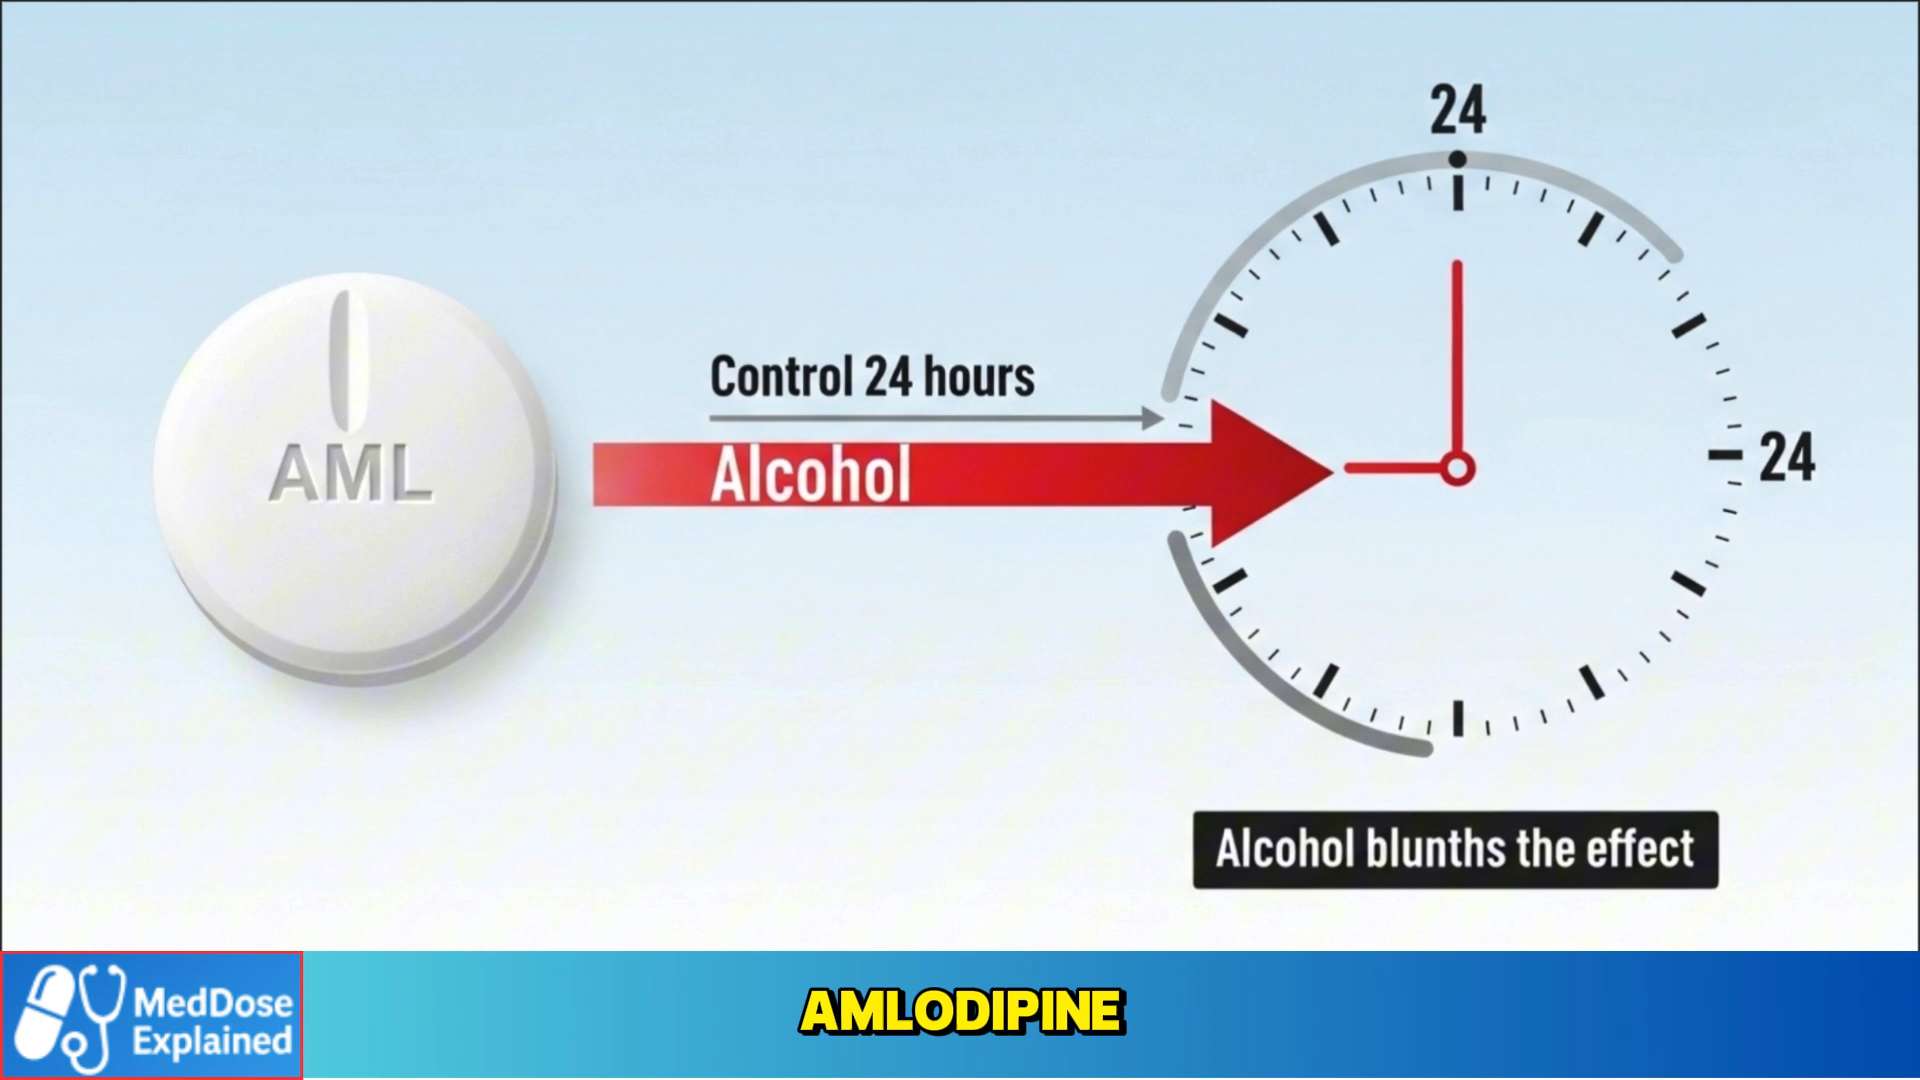 24
Control 24 hours
AML
Alcohol
24
Alcohol blunths the effect
MedDose
Explained
AMLODIPINE